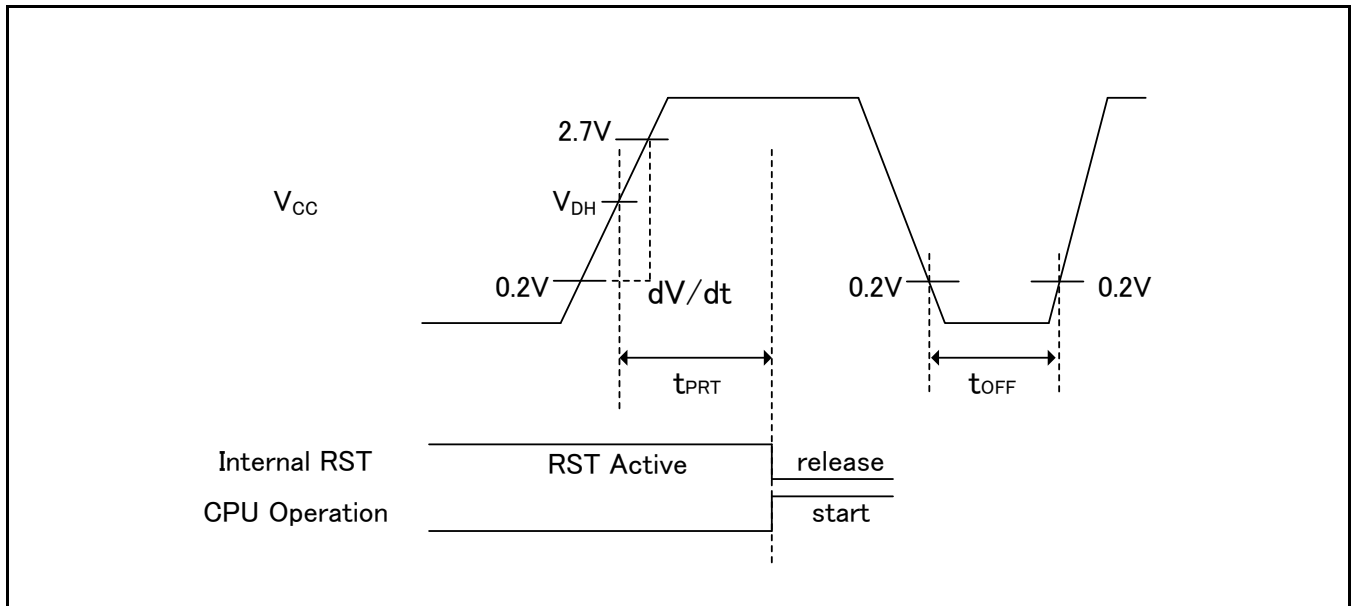 2.7V
VCC
VDH
0.2V
dV/dt
0.2V
0.2V
tPRT
tOFF
Internal RST
RST Active
release
CPU Operation
start